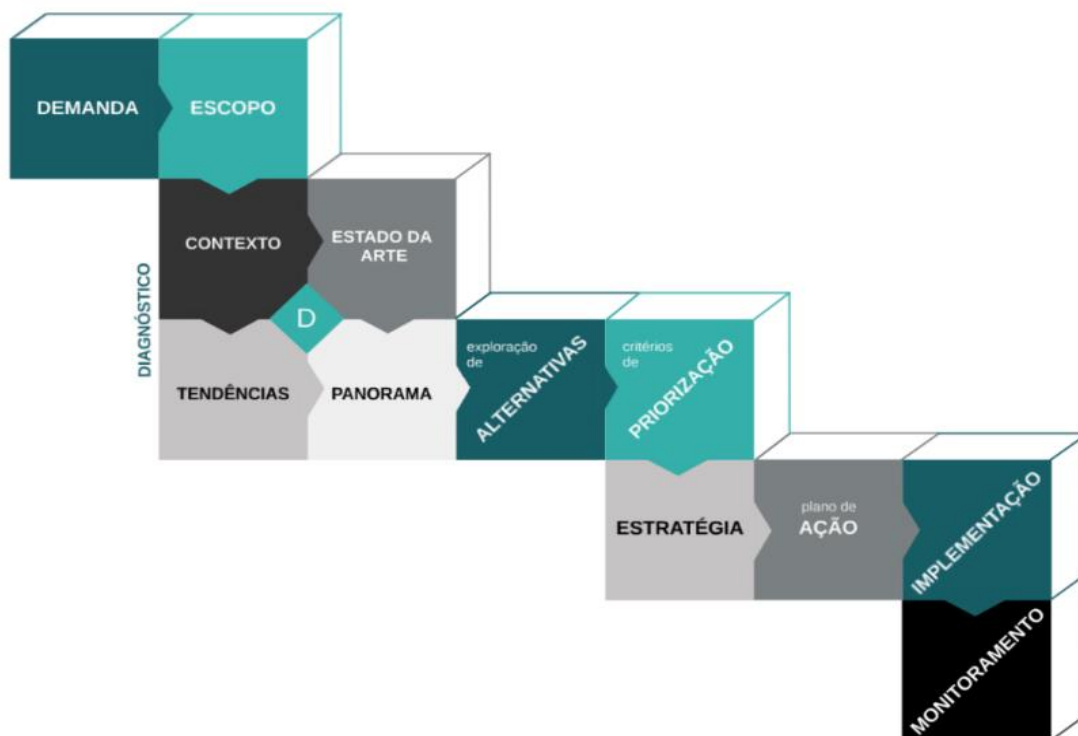 DEMANDA
ESCOPO
CONTEXTO
ESTADO DA
ARTE
DIAGNÓSTICO
D
TENDÊNCIAS
PANORAMA
exploração
de
ALTERNATIVAS
critérios
de
PRIORIZAÇÃO
ESTRATÉGIA
plano de
AÇÃO
IMPLEMENTAÇÃO
MONITORAMENTO